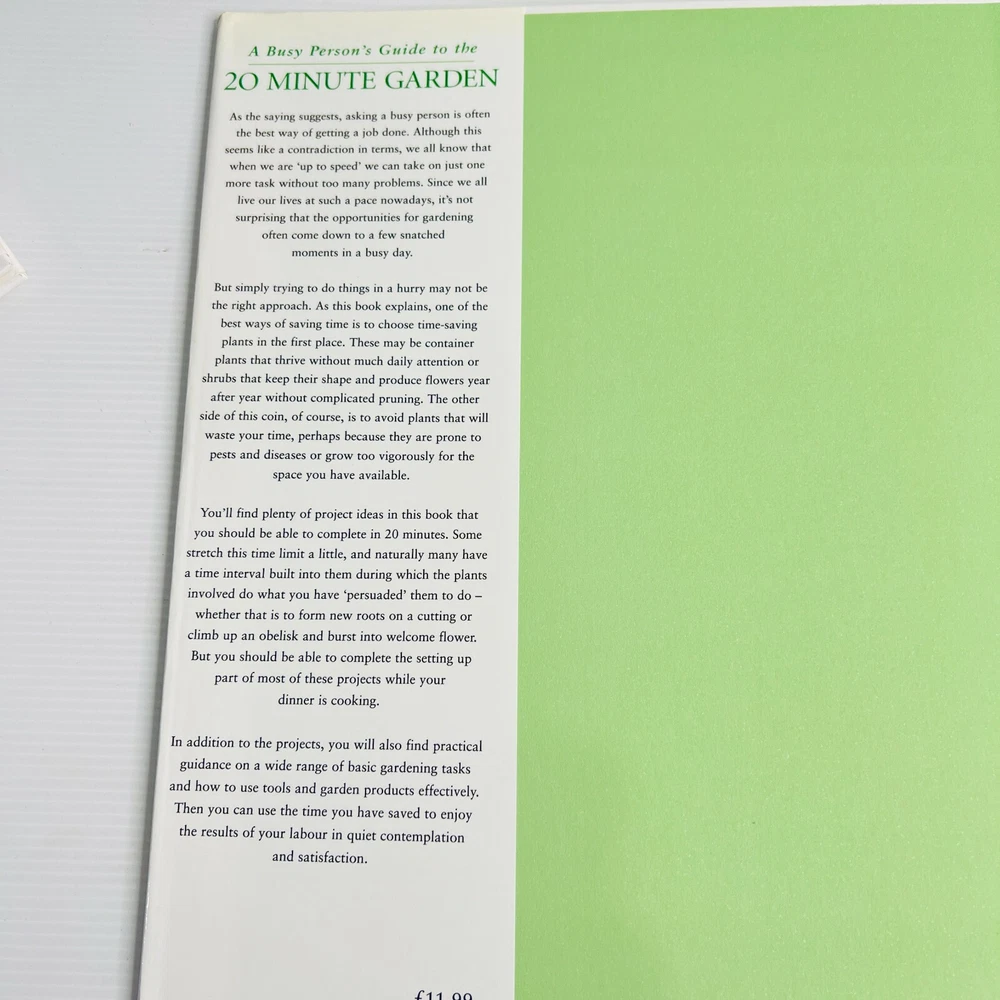 A Busy Person's Guide to the
20 MINUTE GARDEN
As the saying suggests, asking a busy person is often
the best way of getting a job done. Although this
seems like a contradiction in terms, we all know that
when we are 'up to speed' we can take on just one
more task without too many problems. Since we all
live our lives at such a pace nowadays, it's not
surprising that the opportunities for gardening
often come down to a few snatched
moments in a busy day.
But simply trying to do things in a hurry may not be
the right approach. As this book explains, one of the
best ways of saving time is to choose time-saving
plants in the first place. These may be container
plants that thrive without much daily attention or
shrubs that keep their shape and produce flowers year
after year without complicated pruning. The other
side of this coin, of course, is to avoid plants that will
waste your time, perhaps because they are prone to
pests and diseases or grow too vigorously for the
space you have available.
You'll find plenty of project ideas in this book that
you should be able to complete in 20 minutes. Some
stretch this time limit a little, and naturally many have
a time interval built into them during which the plants
involved do what you have 'persuaded' them to do –
whether that is to form new roots on a cutting or
climb up an obelisk and burst into welcome flower.
But you should be able to complete the setting up
part of most of these projects while your
dinner is cooking.
In addition to the projects, you will also find practical
guidance on a wide range of basic gardening tasks
and how to use tools and garden products effectively.
Then you can use the time you have saved to enjoy
the results of your labour in quiet contemplation
and satisfaction.
£11.99